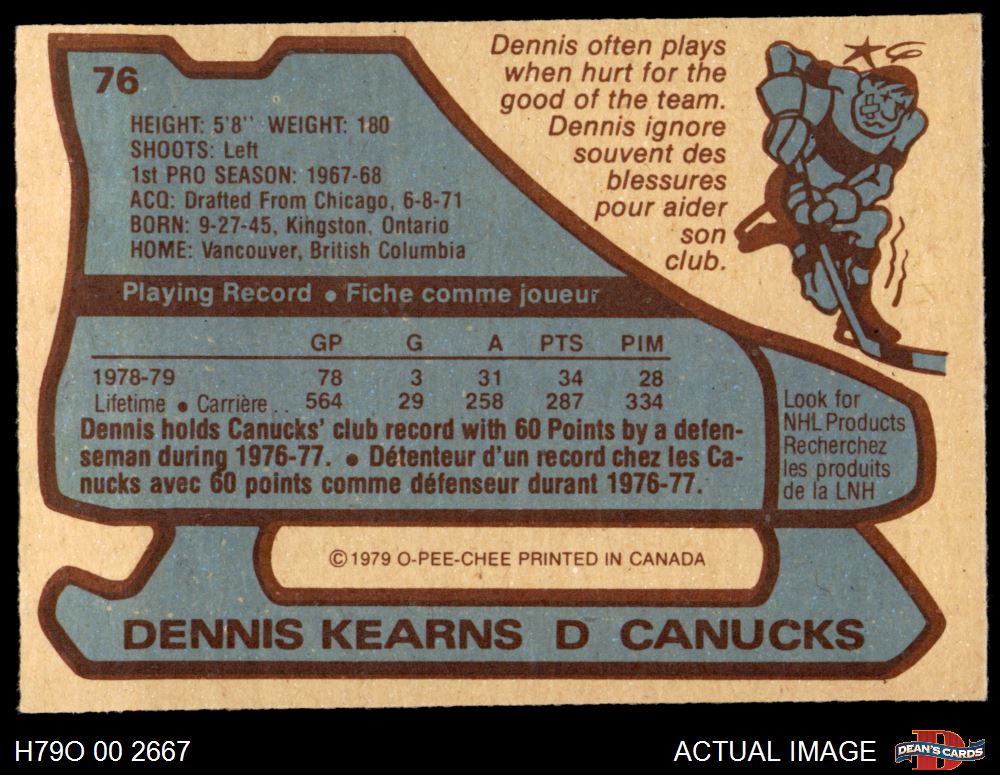 76
HEIGHT: 5'8" WEIGHT: 180
SHOOTS: Left
1st PRO SEASON: 1967-68
ACQ: Drafted From Chicago, 6-8-71
BORN: 9-27-45, Kingston, Ontario
HOME: Vancouver, British Columbia
Dennis often plays
when hurt for the
good of the team.
Dennis ignore
souvent des
blessures
pour aider
son
club.
Playing Record • Fiche comme joueur
GP G A PTS PIM
1978-79 78 3 31 34 28
Lifetime • Carrière . . 564 29 258 287 334
Dennis holds Canucks' club record with 60 Points by a defen-
seman during 1976-77. • Détenteur d'un record chez les Ca-
nucks avec 60 points comme défenseur durant 1976-77.
Look for
NHL Products
Recherchez
les produits
de la LNH
©1979 O-PEE-CHEE PRINTED IN CANADA
DENNIS KEARNS D CANUCKS
H79O 00 2667
ACTUAL IMAGE
D
DEAN'S CARDS